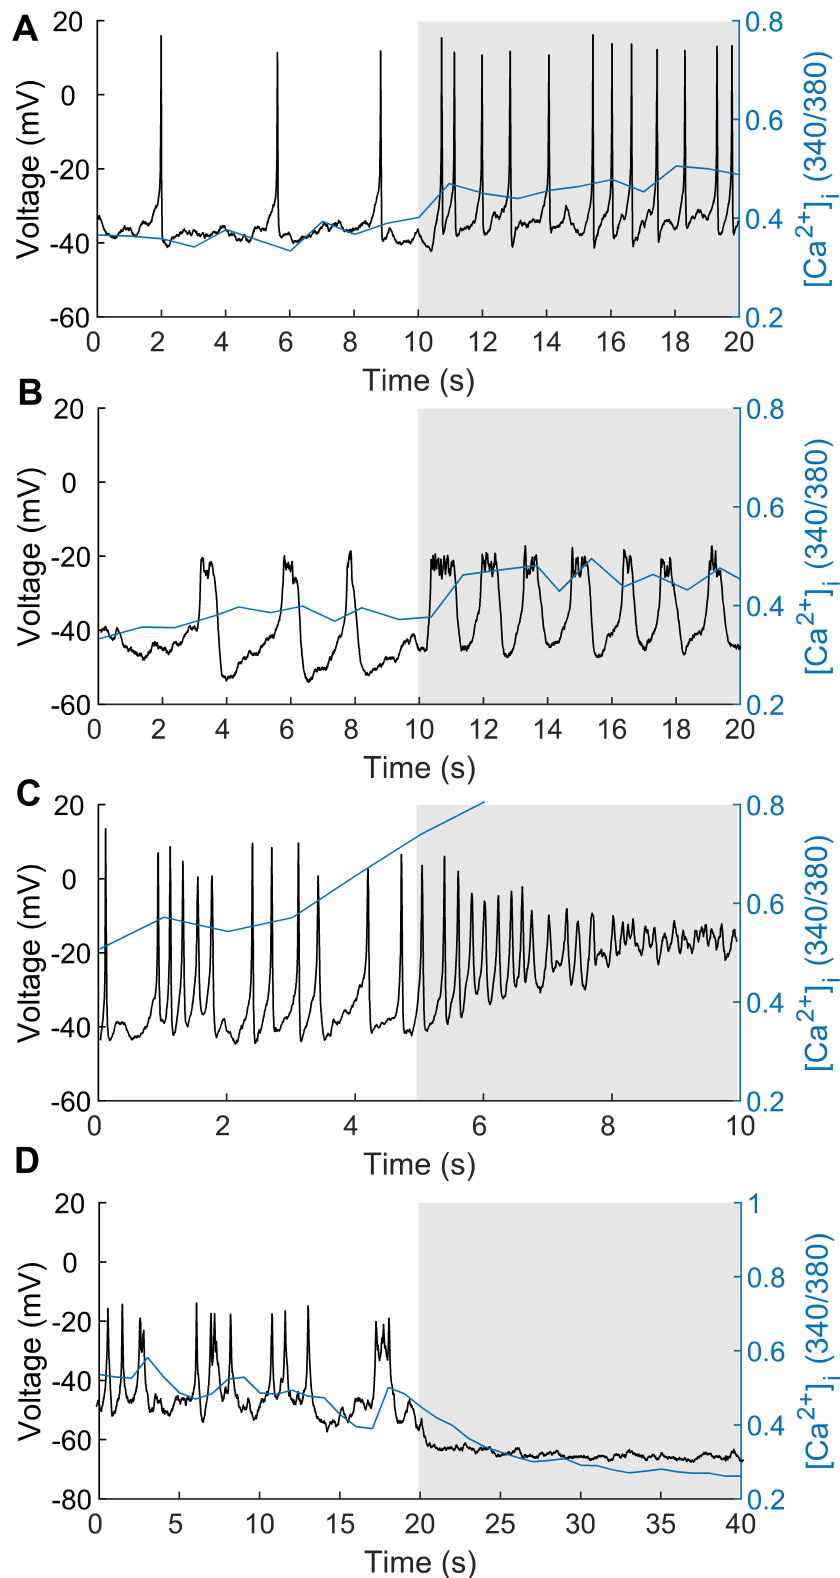 A
20
0
-20
-40
-60
Voltage (mV)
0.8
0.6
0.4
0.2
[Ca2+]i (340/380)
0 2 4 6 8 10 12 14 16 18 20
Time (s)
B
20
0
-20
-40
-60
Voltage (mV)
0.8
0.6
0.4
0.2
[Ca2+]i (340/380)
0 2 4 6 8 10 12 14 16 18 20
Time (s)
C
20
0
-20
-40
-60
Voltage (mV)
0.8
0.6
0.4
0.2
[Ca2+]i (340/380)
0 2 4 6 8 10
Time (s)
D
20
0
-20
-40
-60
-80
Voltage (mV)
1
0.8
0.6
0.4
0.2
[Ca2+]i (340/380)
0 5 10 15 20 25 30 35 40
Time (s)